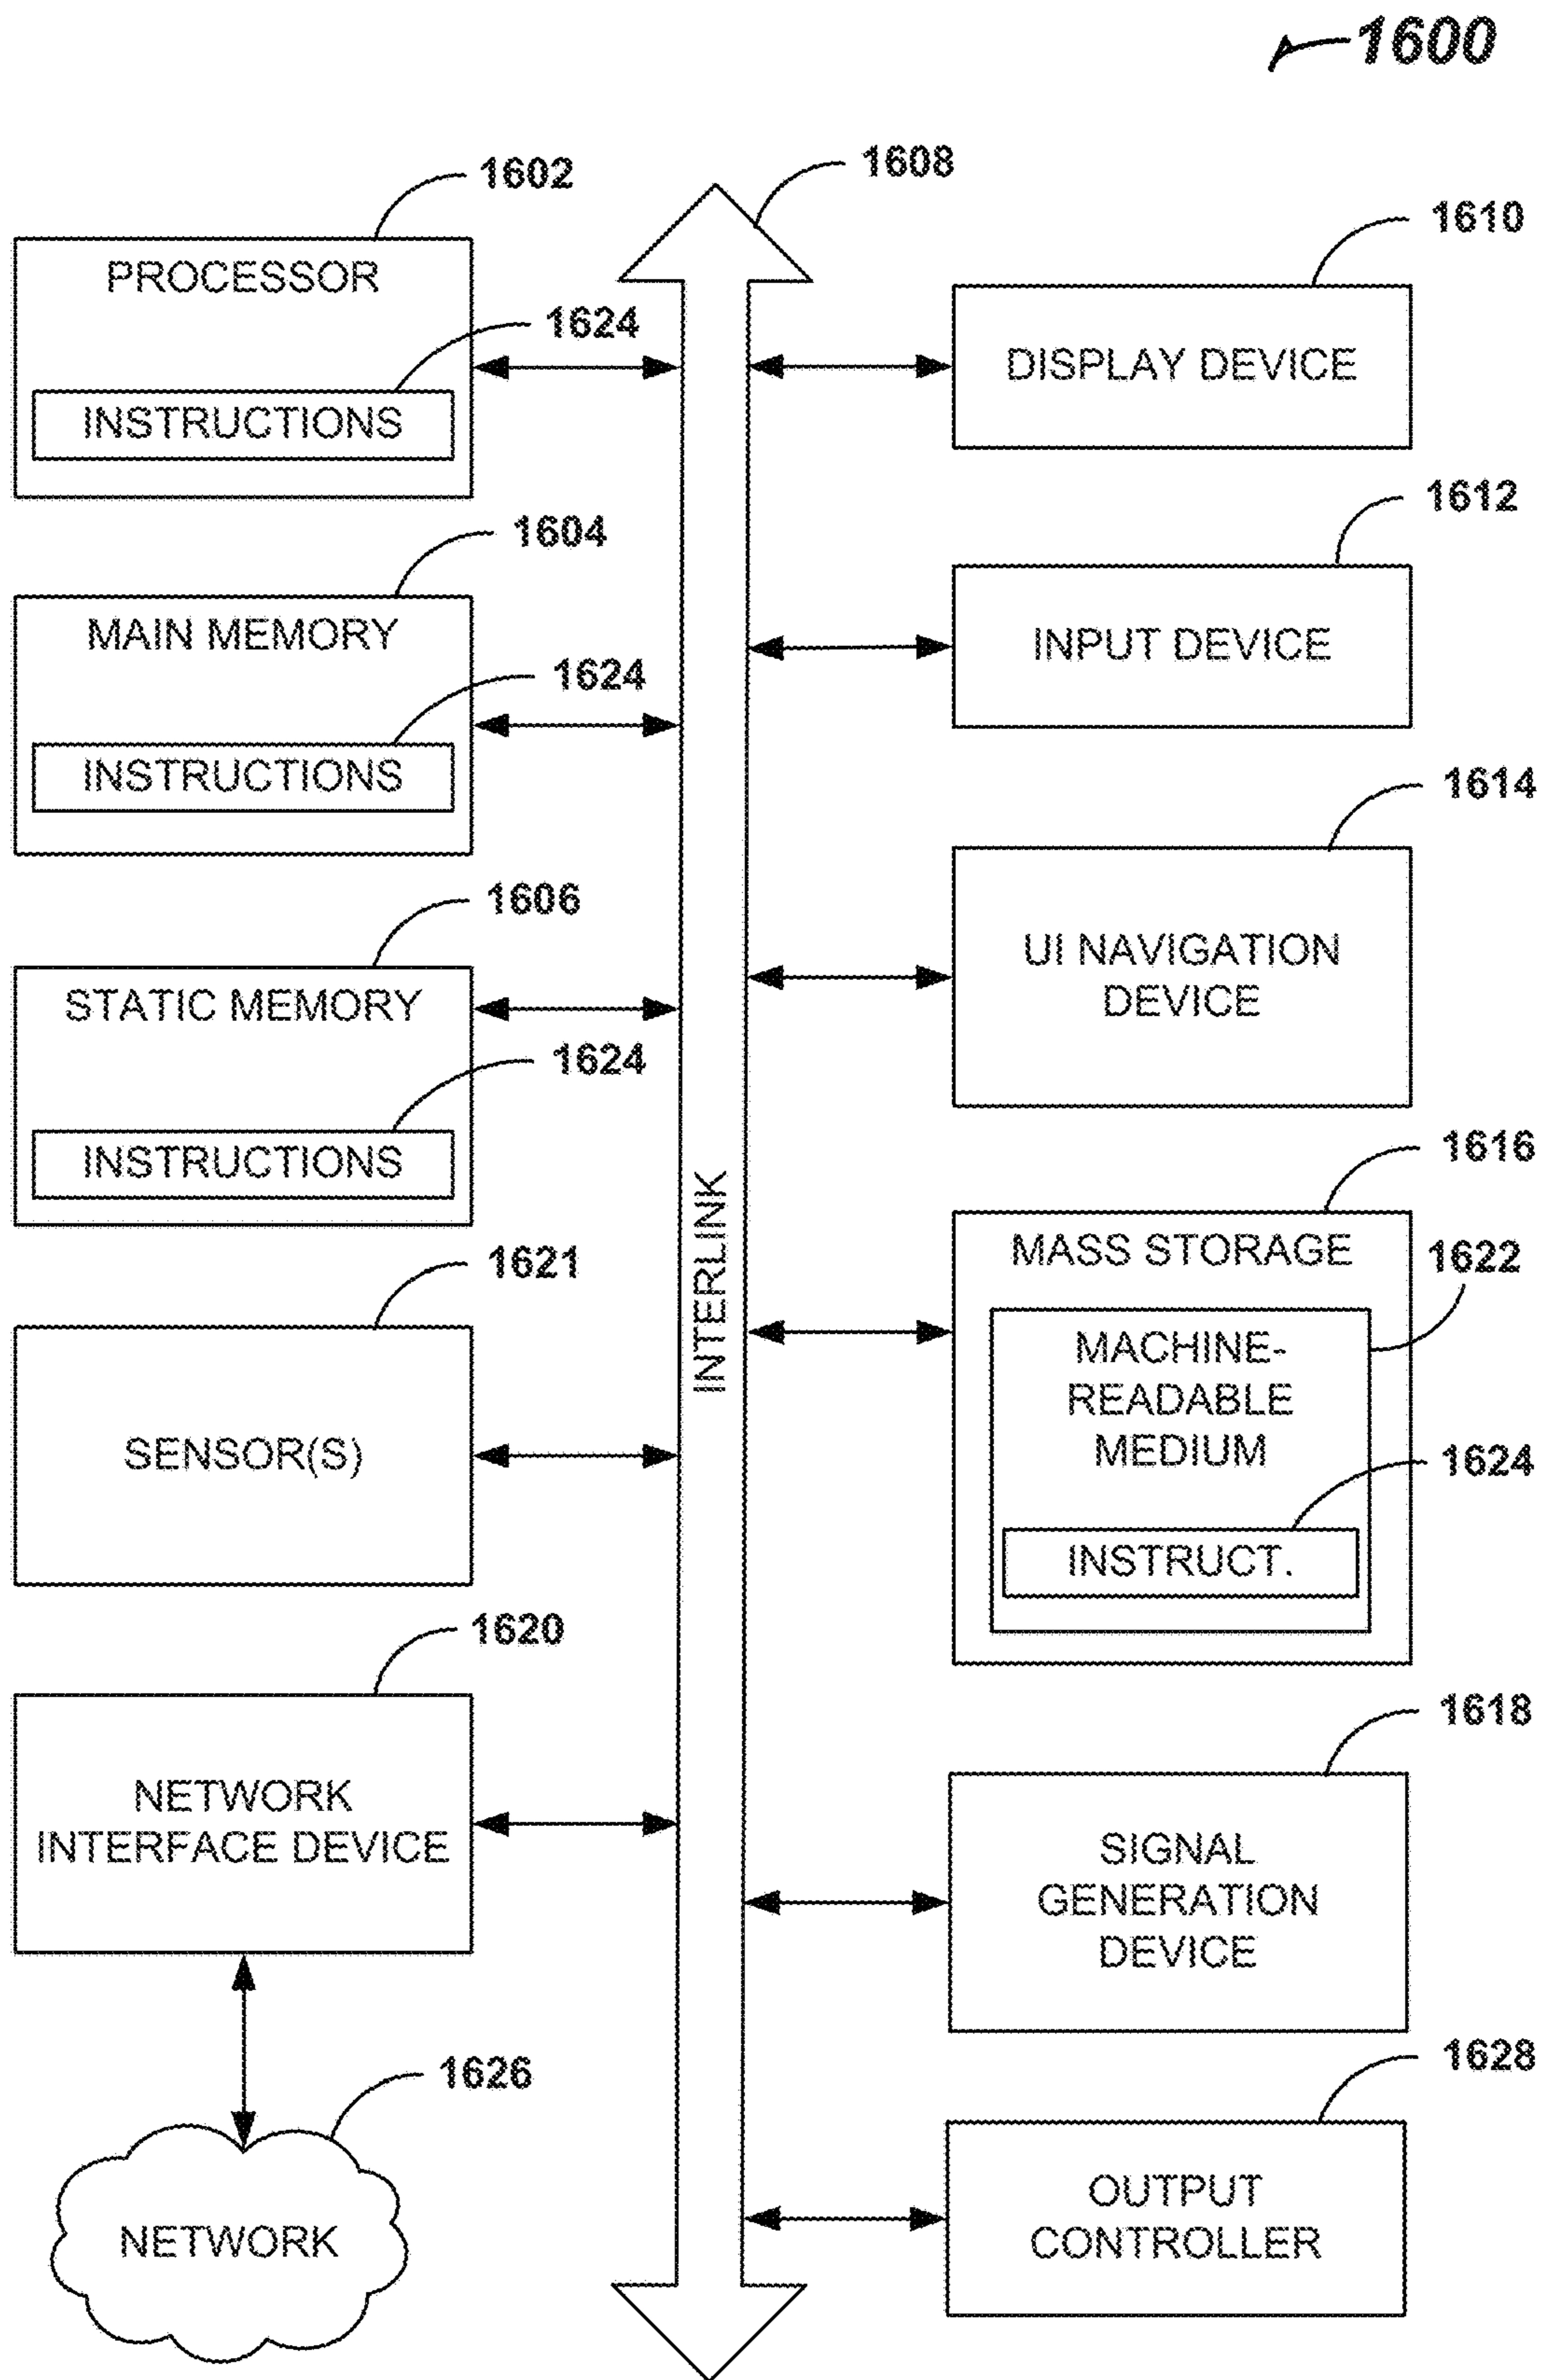 1600
1602
PROCESSOR
1624
INSTRUCTIONS
1604
MAIN MEMORY
1624
INSTRUCTIONS
1606
STATIC MEMORY
1624
INSTRUCTIONS
1621
SENSOR(S)
1620
NETWORK
INTERFACE DEVICE
1626
NETWORK
1608
INTERLINK
1610
DISPLAY DEVICE
1612
INPUT DEVICE
1614
UI NAVIGATION
DEVICE
1616
MASS STORAGE
1622
MACHINE-
READABLE
MEDIUM
1624
INSTRUCT.
1618
SIGNAL
GENERATION
DEVICE
1628
OUTPUT
CONTROLLER